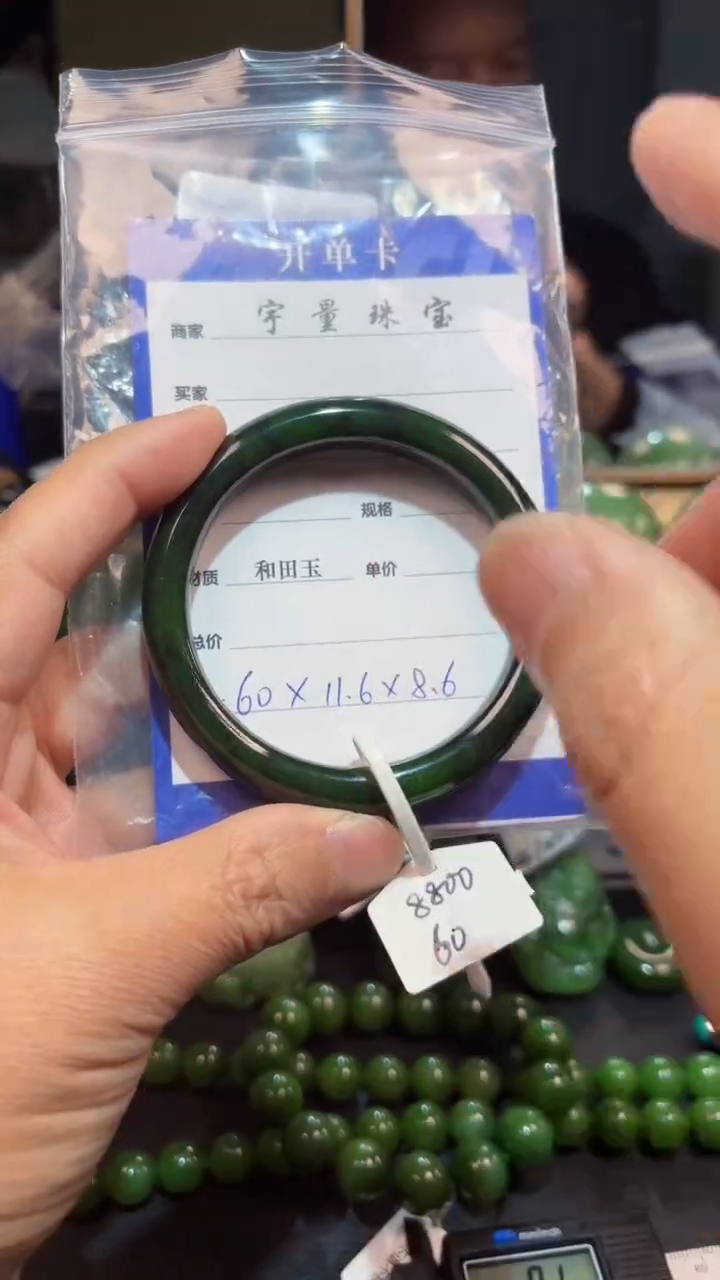 开单卡
商家 宇量珠宝
买家
规格
材质 和田玉 单价
总价
60×11.6×8.6
8800
60